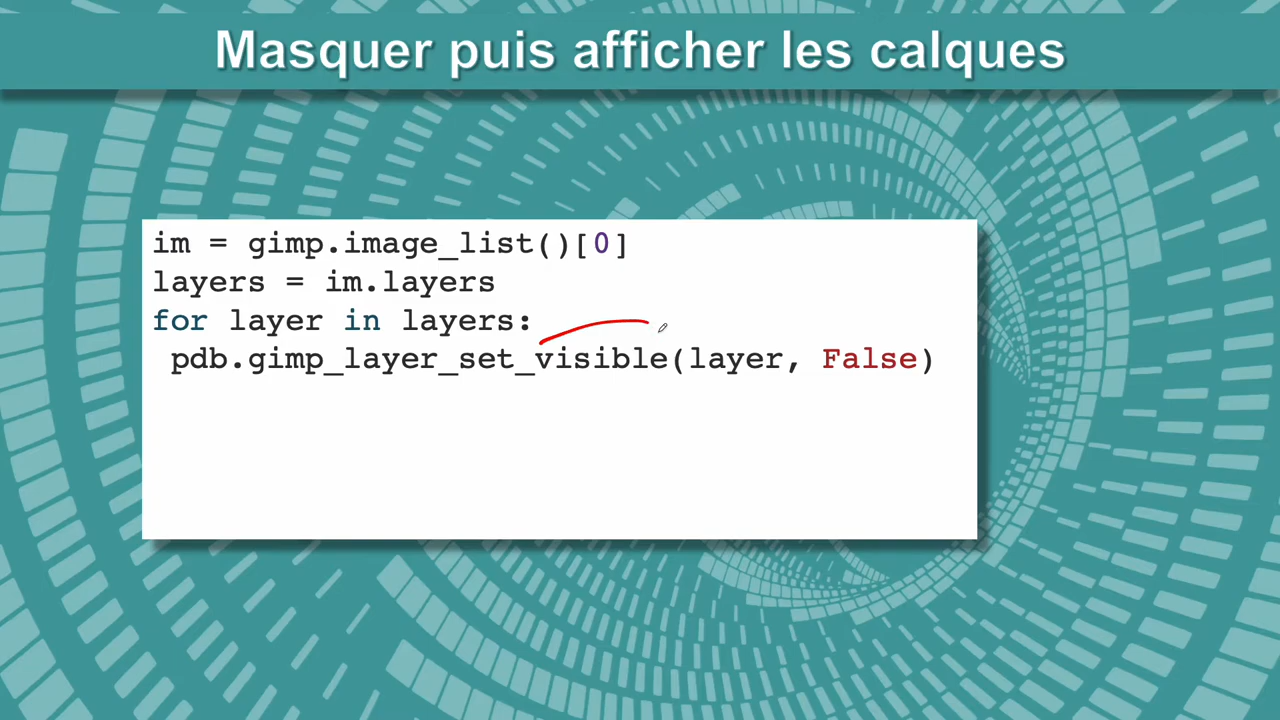 Masquer puis afficher les calques
im = gimp.image_list()[0]
layers = im.layers
for layer in layers:
 pdb.gimp_layer_set_visible(layer, False)